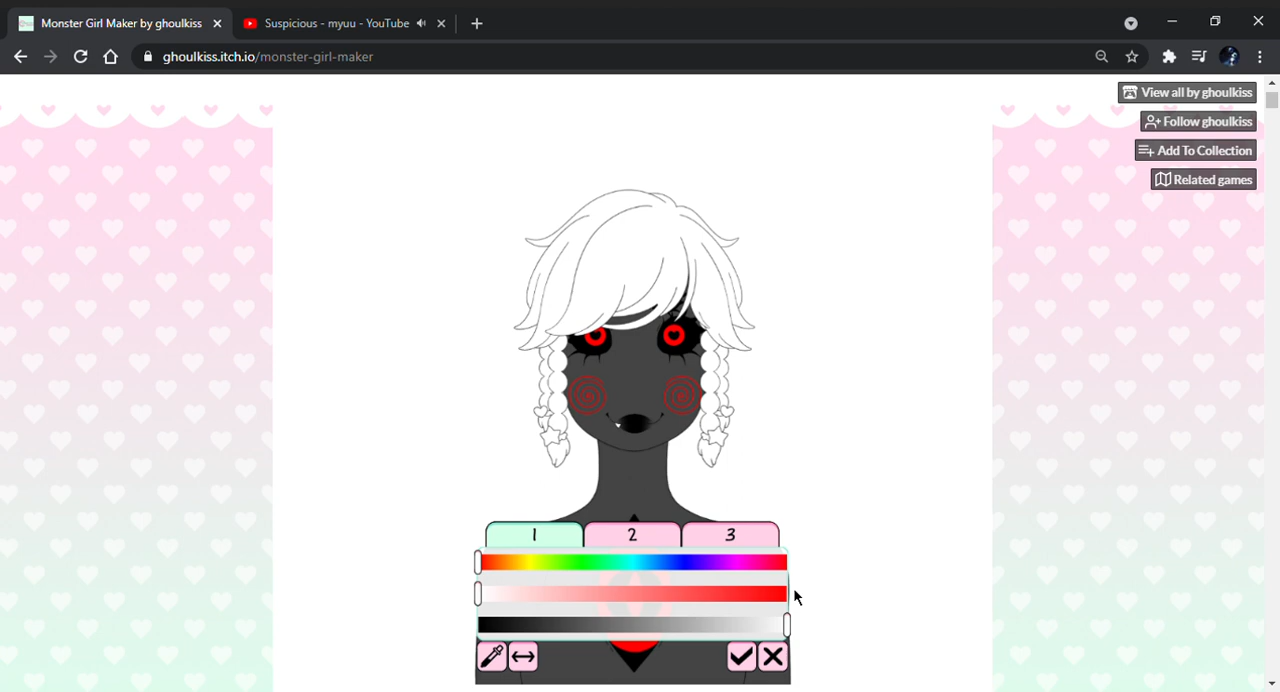 Monster Girl Maker by ghoulkiss
Suspicious - myuu - YouTube
ghoulkiss.itch.io/monster-girl-maker
View all by ghoulkiss
Follow ghoulkiss
Add To Collection
Related games
1 2 3